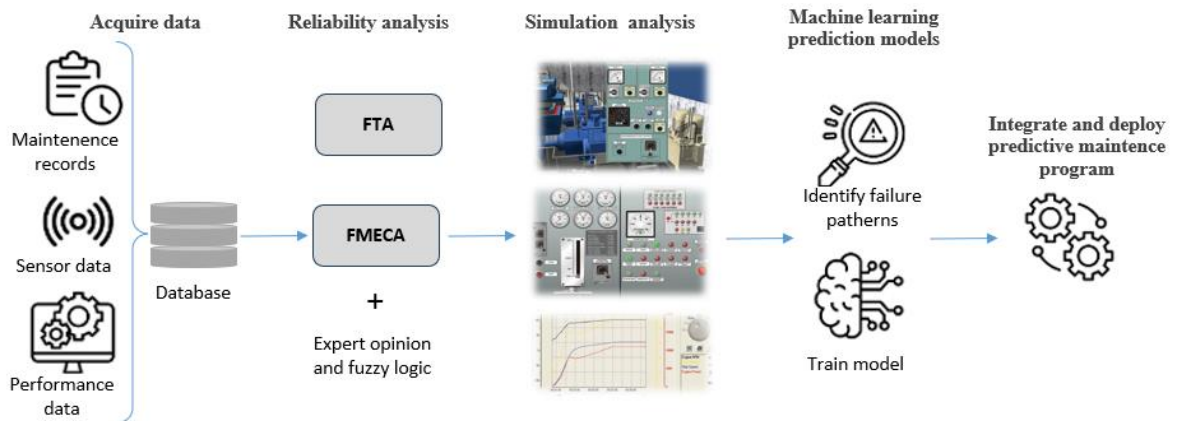 Acquire data
Maintenence
records
Sensor data
Performance
data
Database
Reliability analysis
FTA
FMECA
+
Expert opinion
and fuzzy logic
Simulation analysis
Machine learning
prediction models
Identify failure
patherns
Train model
Integrate and deploy
predictive maintence
program